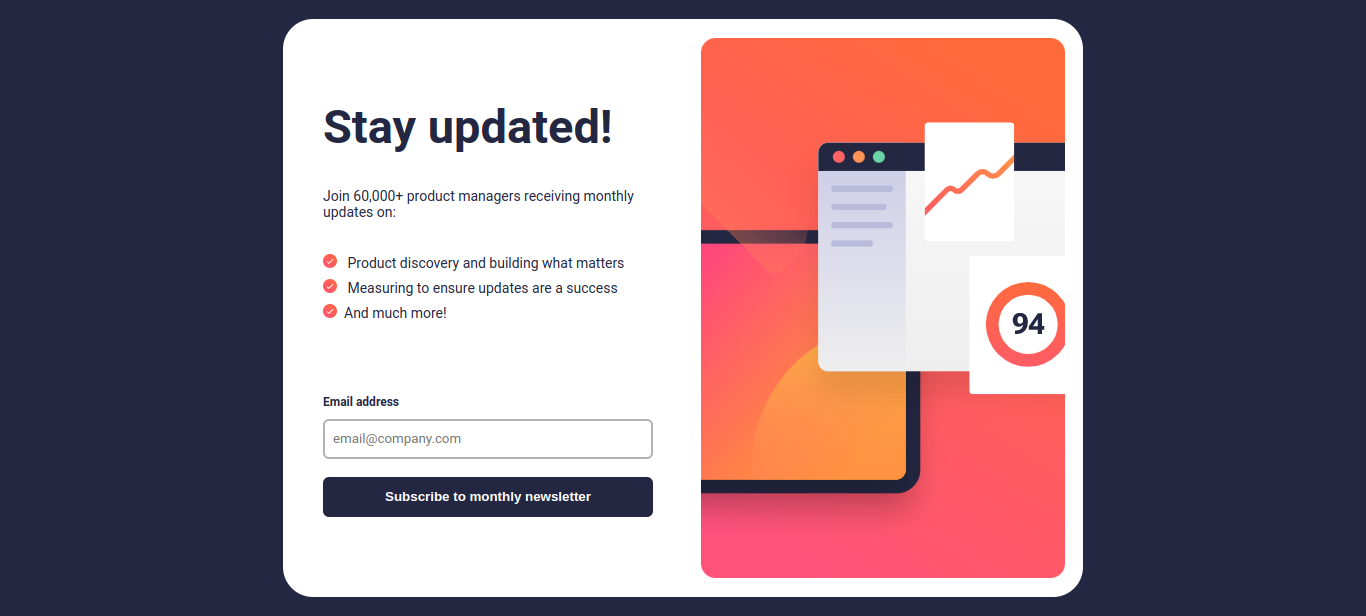 Stay updated!
Join 60,000+ product managers receiving monthly
updates on:
Product discovery and building what matters
Measuring to ensure updates are a success
And much more!
Email address
email@company.com
Subscribe to monthly newsletter
94